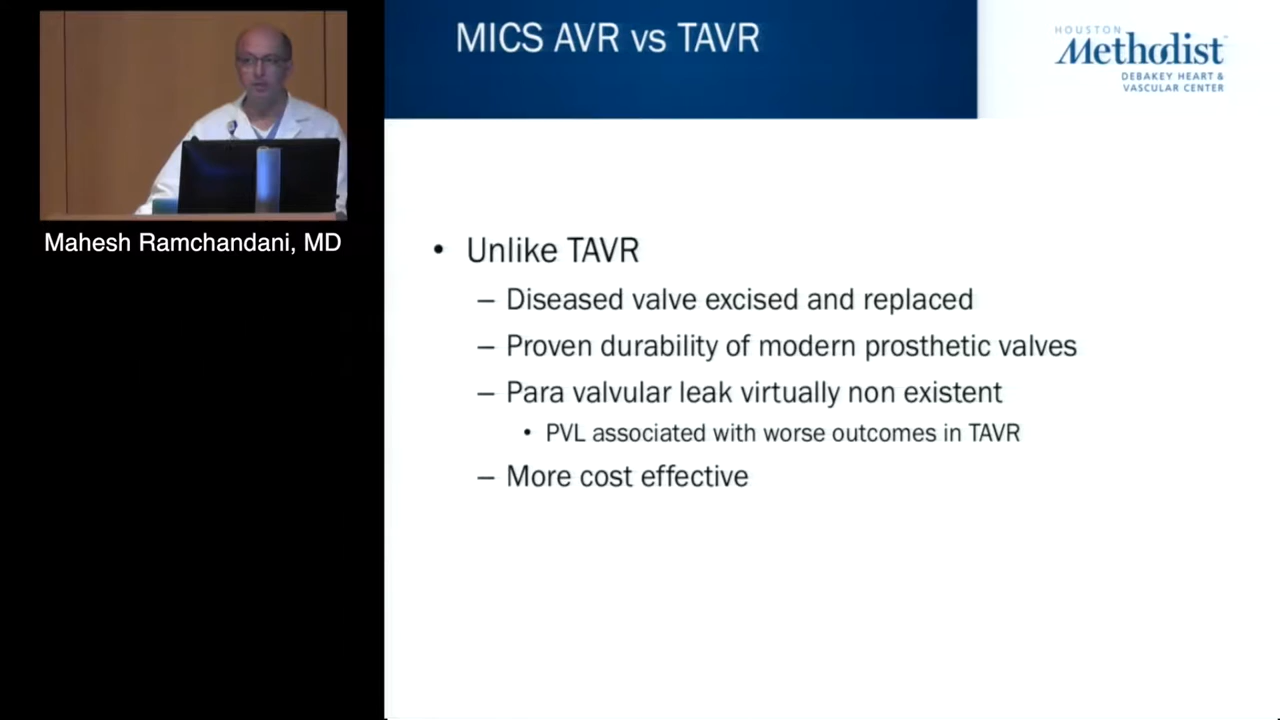 MICS AVR vs TAVR
HOUSTON
Methodist
DEBAKEY HEART &
VASCULAR CENTER
Mahesh Ramchandani, MD
• Unlike TAVR
– Diseased valve excised and replaced
– Proven durability of modern prosthetic valves
– Para valvular leak virtually non existent
• PVL associated with worse outcomes in TAVR
– More cost effective